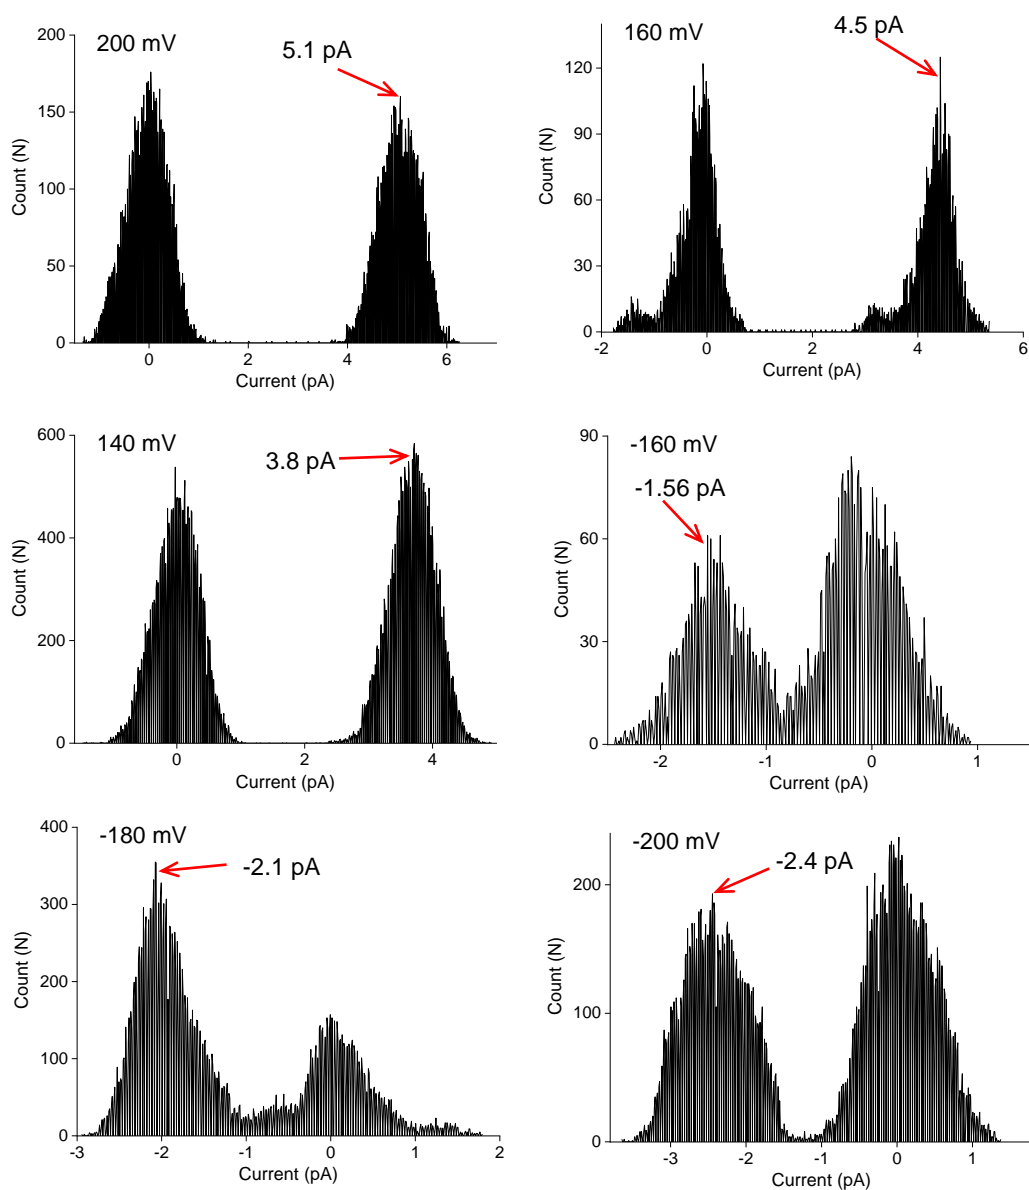 200 mV
5.1 pA
Count (N)
200
150
100
50
0
0
2
4
6
Current (pA)
160 mV
4.5 pA
Count (N)
120
90
60
30
0
-2
0
2
4
6
Current (pA)
140 mV
3.8 pA
Count (N)
600
400
200
0
0
2
4
Current (pA)
-160 mV
-1.56 pA
Count (N)
90
60
30
0
-2
-1
0
1
Current (pA)
-180 mV
-2.1 pA
Count (N)
400
300
200
100
0
-3
-2
-1
0
1
2
Current (pA)
-200 mV
-2.4 pA
Count (N)
200
100
0
-3
-2
-1
0
1
Current (pA)